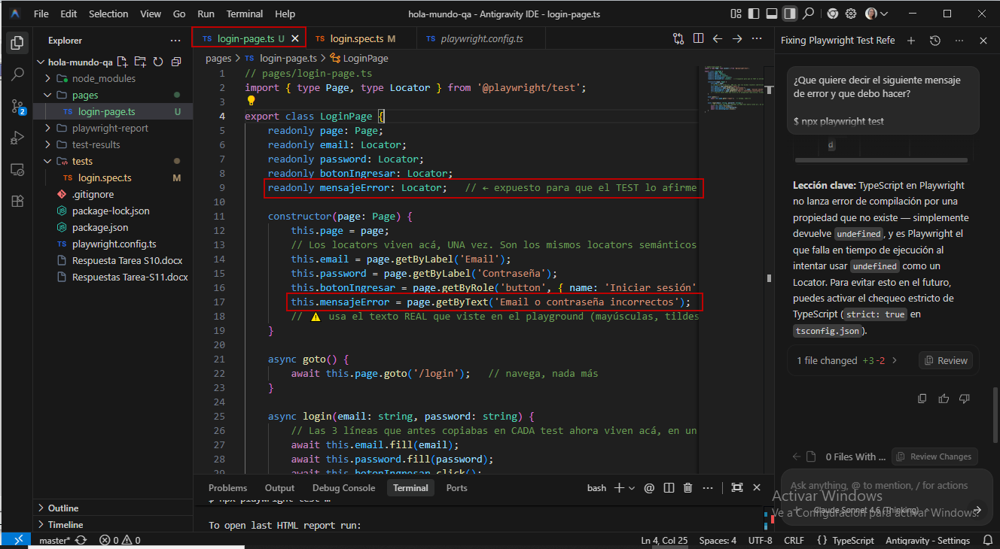 File Edit Selection View Go Run Terminal Help
hola-mundo-qa - Antigravity IDE - login-page.ts
Explorer
hola-mundo-qa
node_modules
pages
TS login-page.ts U
playwright-report
test-results
tests
TS login.spec.ts M
.gitignore
package-lock.json
package.json
TS playwright.config.ts
Respuesta Tarea S10.docx
Respuestas Tarea-S11.docx
Outline
Timeline
2
TS login-page.ts U
TS login.spec.ts M
TS playwright.config.ts
pages > TS login-page.ts > LoginPage
1 // pages/login-page.ts
2 import { type Page, type Locator } from '@playwright/test';
3
4 export class LoginPage {
5 readonly page: Page;
6 readonly email: Locator;
7 readonly password: Locator;
8 readonly botonIngresar: Locator;
9 readonly mensajeError: Locator; // ← expuesto para que el TEST lo afirme
10
11 constructor(page: Page) {
12 this.page = page;
13 // Los locators viven acá, UNA vez. Son los mismos locators semánticos
14 this.email = page.getByLabel('Email');
15 this.password = page.getByLabel('Contraseña');
16 this.botonIngresar = page.getByRole('button', { name: 'Iniciar sesión'
17 this.mensajeError = page.getByText('Email o contraseña incorrectos');
18 // ⚠️ usa el texto REAL que viste en el playground (mayúsculas, tildes
19 }
20
21 async goto() {
22 await this.page.goto('/login'); // navega, nada más
23 }
24
25 async login(email: string, password: string) {
26 // Las 3 líneas que antes copiabas en CADA test ahora viven acá, en un
27 await this.email.fill(email);
28 await this.password.fill(password);
29 await this.botonIngresar.click();
Problems Output Debug Console Terminal Ports
bash
$ npx playwright test
To open last HTML report run:
Fixing Playwright Test Refe
¿Que quiere decir el siguiente mensaje
de error y que debo hacer?
$ npx playwright test
d
Lección clave: TypeScript en Playwright
no lanza error de compilación por una
propiedad que no existe — simplemente
devuelve undefined, y es Playwright el
que falla en tiempo de ejecución al
intentar usar undefined como un
Locator. Para evitar esto en el futuro,
puedes activar el chequeo estricto de
TypeScript (strict: true en
tsconfig.json).
1 file changed +3 -2 > Review
0 Files With ... Review Changes
Ask anything, @ to mention, / for actions
Claude Sonnet 4.6 (Thinking)
Activar Windows
Ve a Configuración para activar Windows.
master* 0 0
Ln 4, Col 25 Spaces: 4 UTF-8 CRLF {} TypeScript Antigravity - Settings